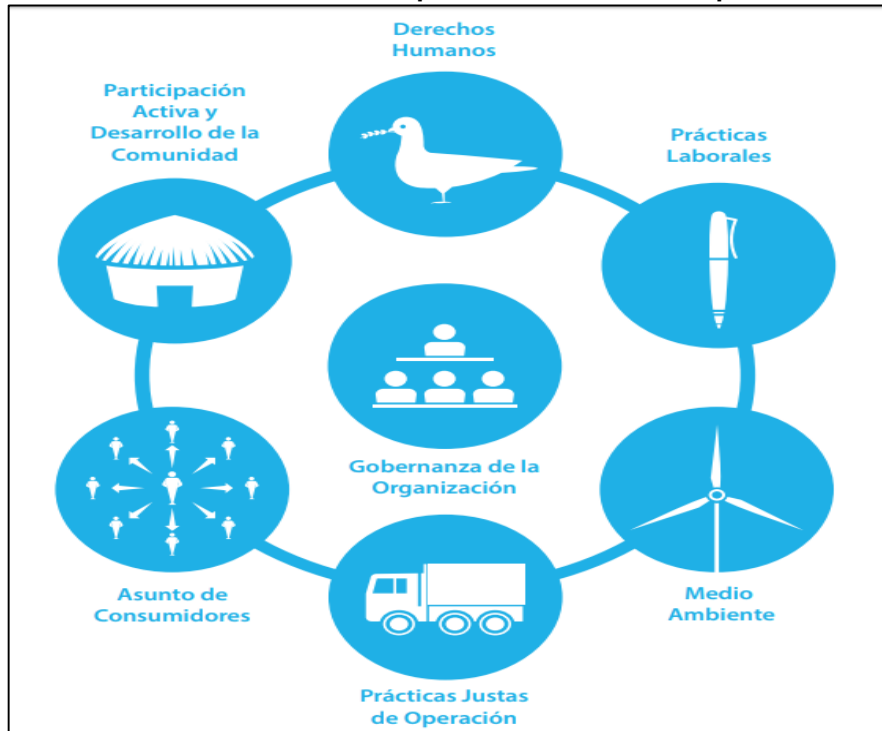 Derechos
Humanos
Participación
Activa y
Desarrollo de la
Comunidad
Prácticas
Laborales
Gobernanza de la
Organización
Asunto de
Consumidores
Medio
Ambiente
Prácticas Justas
de Operación